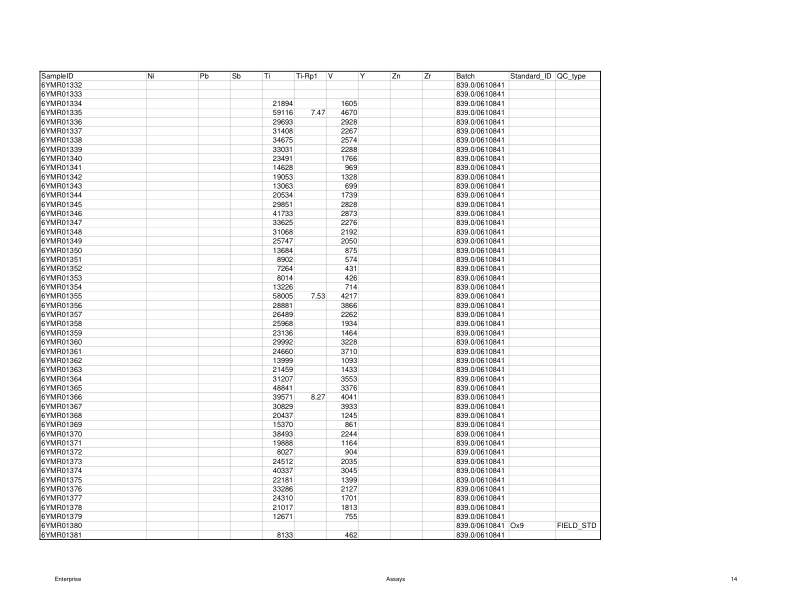 SampleID Ni Pb Sb Ti Ti-Rp1 V Y Zn Zr Batch Standard_ID QC_type
6YMR01332 839.0/0610841
6YMR01333 839.0/0610841
6YMR01334 21894 1605 839.0/0610841
6YMR01335 59116 7.47 4670 839.0/0610841
6YMR01336 29693 2928 839.0/0610841
6YMR01337 31408 2267 839.0/0610841
6YMR01338 34675 2574 839.0/0610841
6YMR01339 33031 2288 839.0/0610841
6YMR01340 23491 1766 839.0/0610841
6YMR01341 14628 969 839.0/0610841
6YMR01342 19053 1328 839.0/0610841
6YMR01343 13063 699 839.0/0610841
6YMR01344 20534 1739 839.0/0610841
6YMR01345 29851 2828 839.0/0610841
6YMR01346 41733 2873 839.0/0610841
6YMR01347 33625 2276 839.0/0610841
6YMR01348 31068 2192 839.0/0610841
6YMR01349 25747 2050 839.0/0610841
6YMR01350 13684 875 839.0/0610841
6YMR01351 8902 574 839.0/0610841
6YMR01352 7264 431 839.0/0610841
6YMR01353 8014 426 839.0/0610841
6YMR01354 13226 714 839.0/0610841
6YMR01355 58005 7.53 4217 839.0/0610841
6YMR01356 28881 3866 839.0/0610841
6YMR01357 26489 2262 839.0/0610841
6YMR01358 25968 1934 839.0/0610841
6YMR01359 23136 1464 839.0/0610841
6YMR01360 29992 3228 839.0/0610841
6YMR01361 24660 3710 839.0/0610841
6YMR01362 13999 1093 839.0/0610841
6YMR01363 21459 1433 839.0/0610841
6YMR01364 31207 3553 839.0/0610841
6YMR01365 48841 3376 839.0/0610841
6YMR01366 39571 8.27 4041 839.0/0610841
6YMR01367 30829 3933 839.0/0610841
6YMR01368 20437 1245 839.0/0610841
6YMR01369 15370 861 839.0/0610841
6YMR01370 38493 2244 839.0/0610841
6YMR01371 19888 1164 839.0/0610841
6YMR01372 8027 904 839.0/0610841
6YMR01373 24512 2035 839.0/0610841
6YMR01374 40337 3045 839.0/0610841
6YMR01375 22181 1399 839.0/0610841
6YMR01376 33286 2127 839.0/0610841
6YMR01377 24310 1701 839.0/0610841
6YMR01378 21017 1813 839.0/0610841
6YMR01379 12671 755 839.0/0610841
6YMR01380 839.0/0610841 Ox9 FIELD_STD
6YMR01381 8133 462 839.0/0610841
Enterprise Assays 14